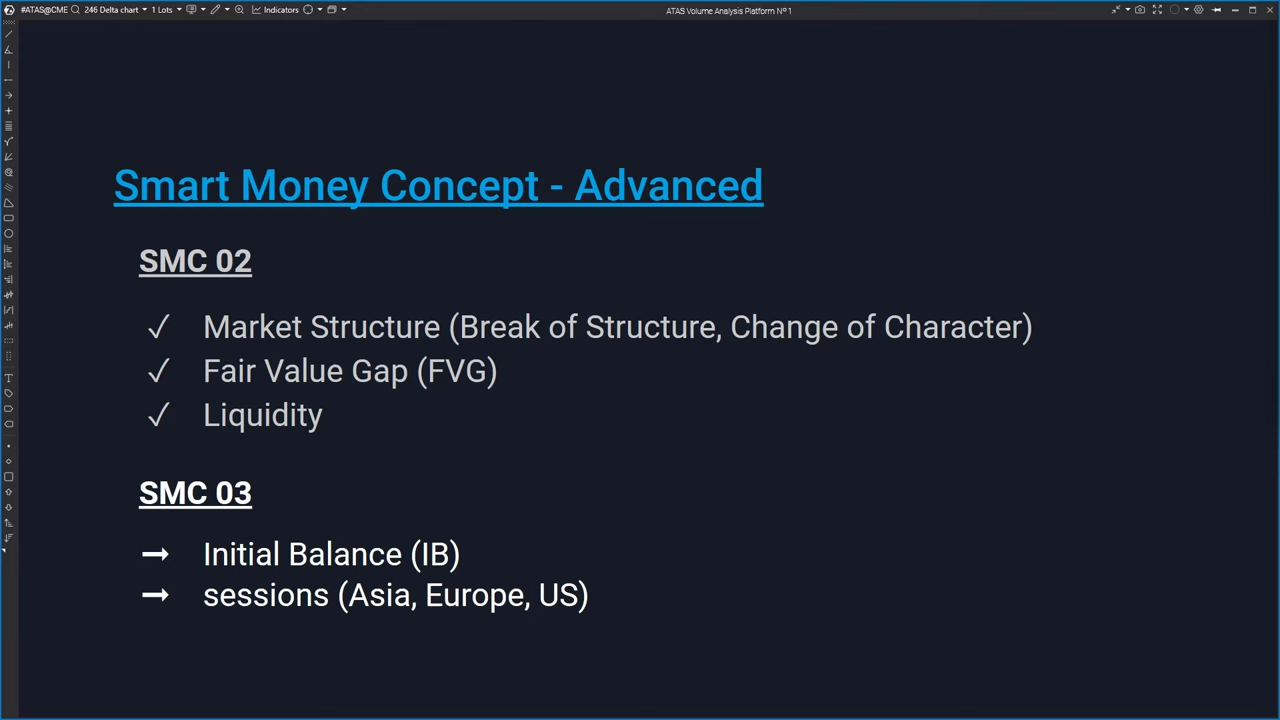 #ATAS@CME 246 Delta chart 1 Lots Indicators ATAS Volume Analysis Platform № 1
Smart Money Concept - Advanced
SMC 02
✓ Market Structure (Break of Structure, Change of Character)
✓ Fair Value Gap (FVG)
✓ Liquidity
SMC 03
→ Initial Balance (IB)
→ sessions (Asia, Europe, US)